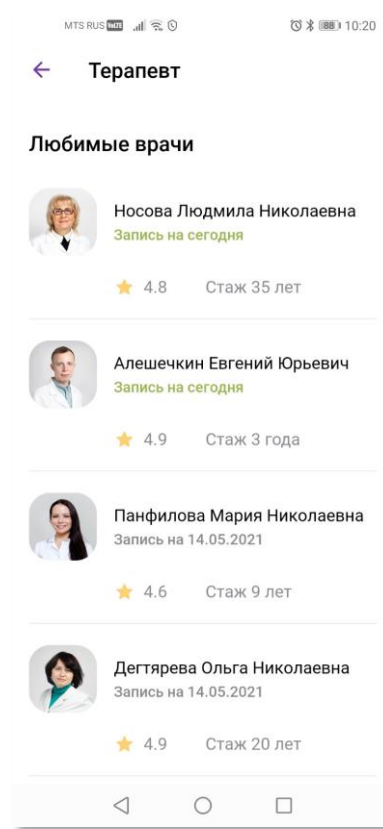 MTS RUS VoLTE 88 10:20
Терапевт
Любимые врачи
Носова Людмила Николаевна
Запись на сегодня
4.8 Стаж 35 лет
Алешечкин Евгений Юрьевич
Запись на сегодня
4.9 Стаж 3 года
Панфилова Мария Николаевна
Запись на 14.05.2021
4.6 Стаж 9 лет
Дегтярева Ольга Николаевна
Запись на 14.05.2021
4.9 Стаж 20 лет